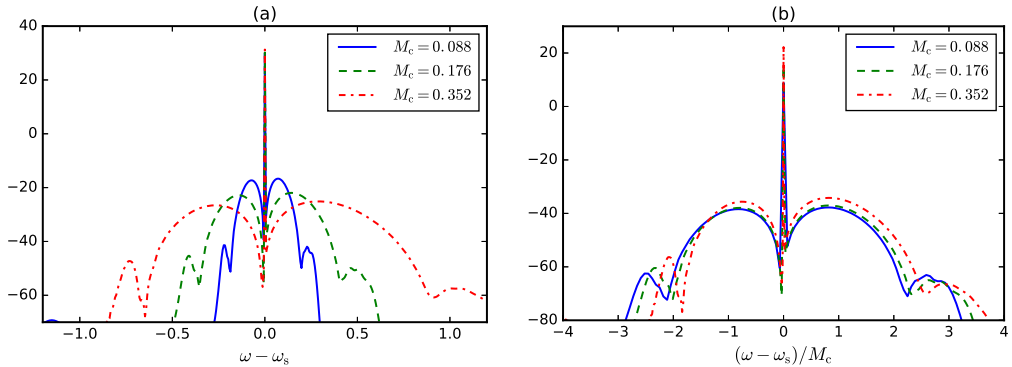 (a)
40
20
0
−20
−40
−60
M_c = 0.088
M_c = 0.176
M_c = 0.352
−1.0 −0.5 0.0 0.5 1.0
ω − ω_s
(b)
40
20
0
−20
−40
−60
−80
M_c = 0.088
M_c = 0.176
M_c = 0.352
−4 −3 −2 −1 0 1 2 3 4
(ω − ω_s)/M_c